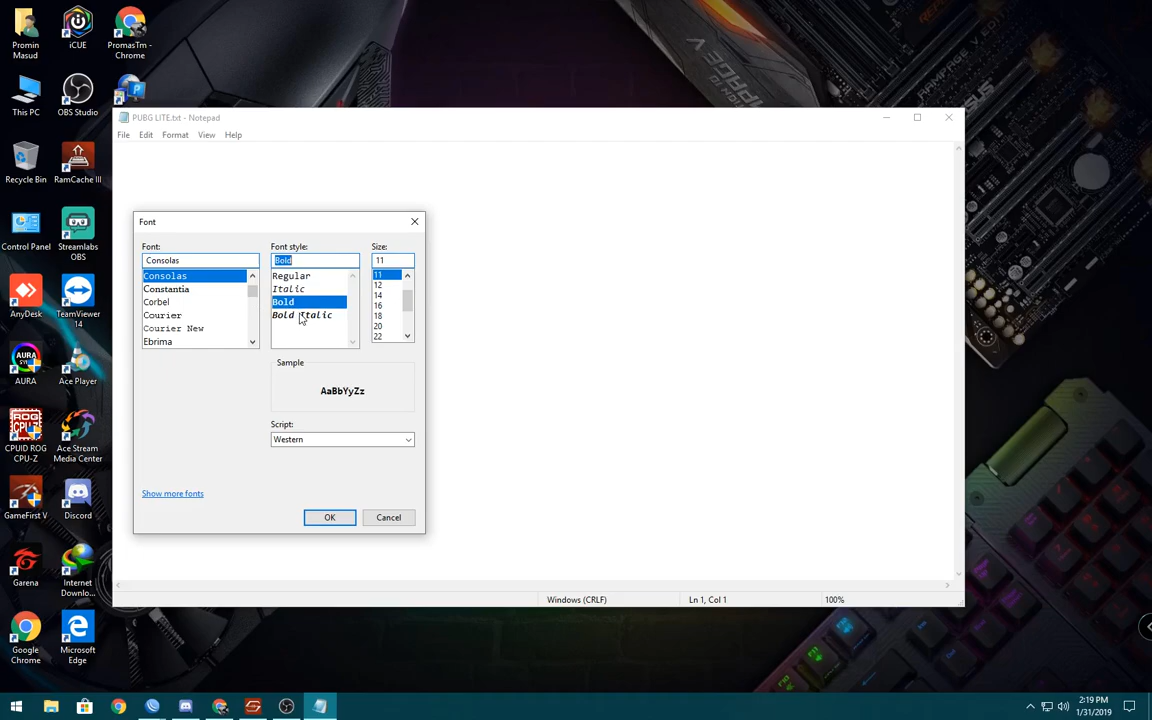 Promin
Masud
iCUE
PromasTm -
Chrome
This PC
OBS Studio
Recycle Bin
RamCache III
Control Panel
Streamlabs
OBS
AnyDesk
TeamViewer
14
AURA
Ace Player
CPUID ROG
CPU-Z
Ace Stream
Media Center
GameFirst V
Discord
Garena
Internet
Downlo...
Google
Chrome
Microsoft
Edge
PUBG LITE.txt - Notepad
File Edit Format View Help
Font
Font: Font style: Size:
Consolas Bold 11
Consolas Regular 11
Constantia Italic 12
Corbel Bold 14
Courier Bold Italic 16
Courier New 18
Ebrima 20
22
Sample
AaBbYyZz
Script:
Western
Show more fonts
OK Cancel
Windows (CRLF) Ln 1, Col 1 100%
RAMPAGE V EDITION 10
2:19 PM
1/31/2019